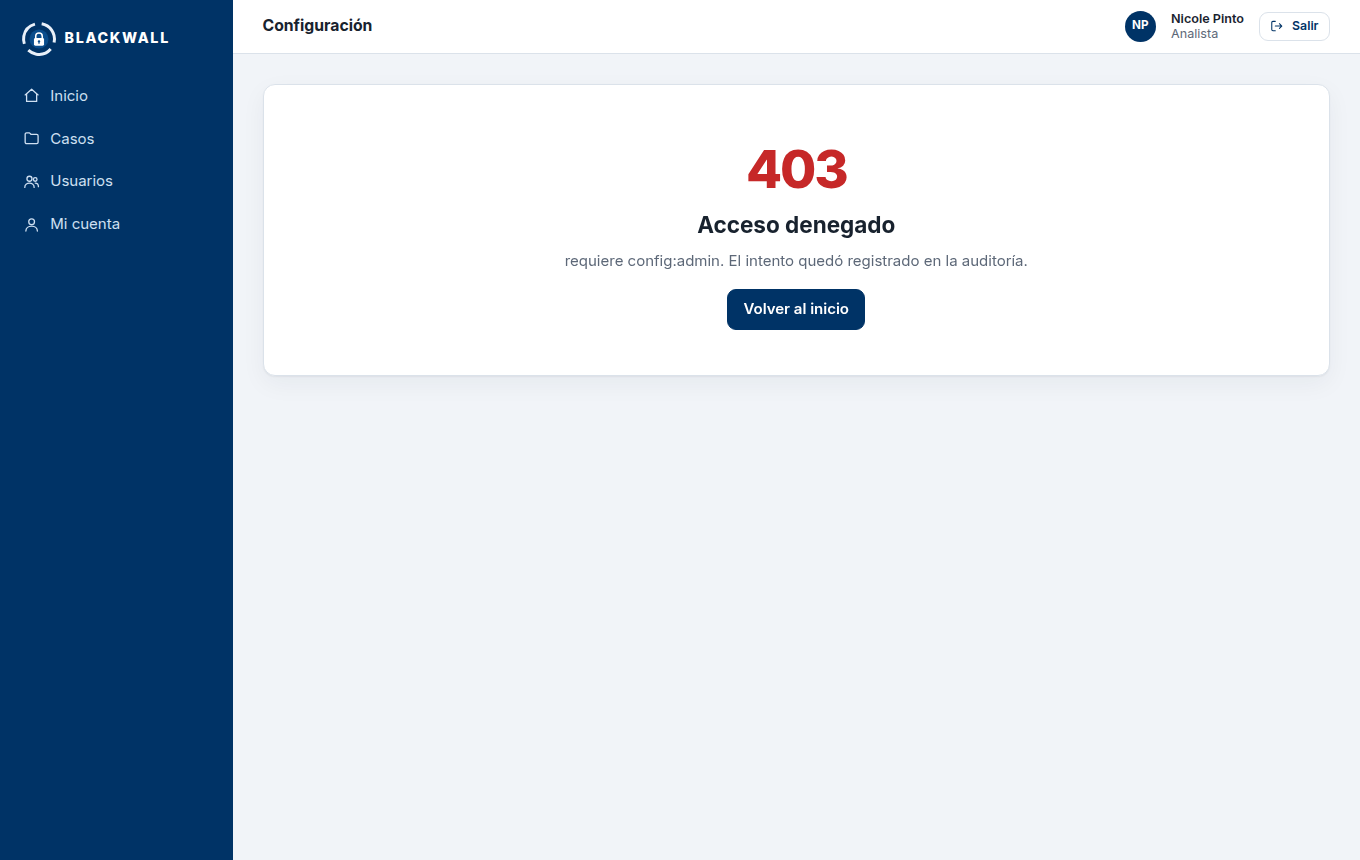 BLACKWALL
Inicio
Casos
Usuarios
Mi cuenta
Configuración
NP
Nicole Pinto
Analista
Salir
403
Acceso denegado
requiere config:admin. El intento quedó registrado en la auditoría.
Volver al inicio